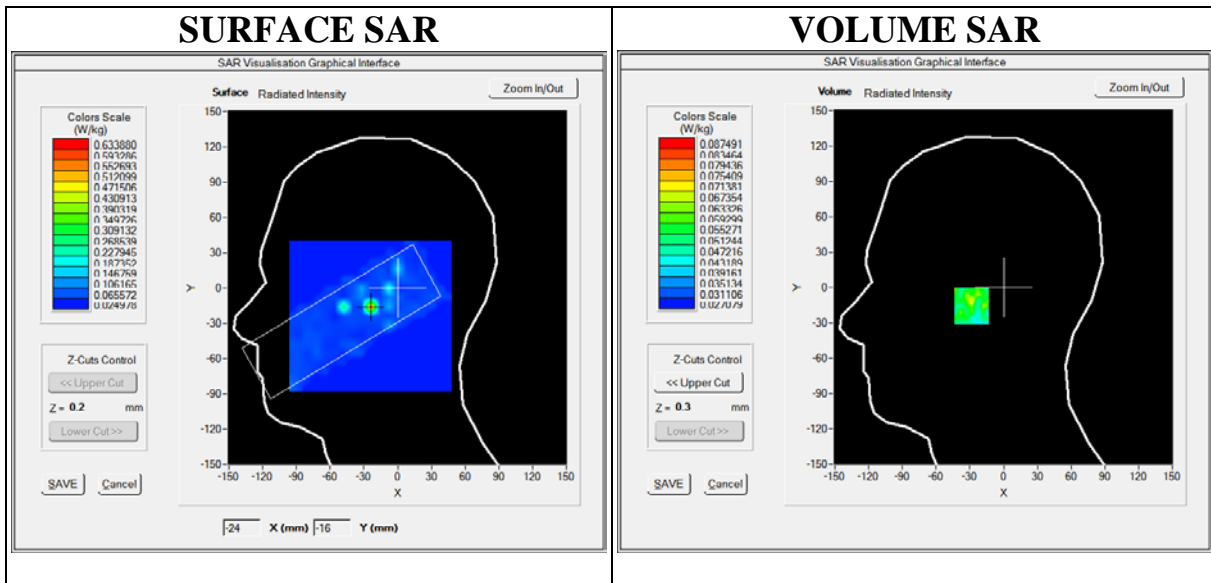 SURFACE SAR
SAR Visualisation Graphical Interface
Surface Radiated Intensity
Zoom In/Out
Colors Scale
(W/kg)
0.633880
0.593286
0.552693
0.512099
0.471506
0.430913
0.390319
0.349726
0.309132
0.268539
0.227945
0.187352
0.146759
0.106165
0.065572
0.024978
Z-Cuts Control
<< Upper Cut
Z = 0.2 mm
Lower Cut >>
SAVE Cancel
150
120
90
60
30
0
-30
-60
-90
-120
-150
Y
-150 -120 -90 -60 -30 0 30 60 90 120 150
X
-24 X (mm) -16 Y (mm)
VOLUME SAR
SAR Visualisation Graphical Interface
Volume Radiated Intensity
Zoom In/Out
Colors Scale
(W/kg)
0.087491
0.083464
0.079436
0.075409
0.071381
0.067354
0.063326
0.059299
0.055271
0.051244
0.047216
0.043189
0.039161
0.035134
0.031106
0.027079
Z-Cuts Control
<< Upper Cut
Z = 0.3 mm
Lower Cut >>
SAVE Cancel
150
120
90
60
30
0
-30
-60
-90
-120
-150
Y
-150 -120 -90 -60 -30 0 30 60 90 120 150
X